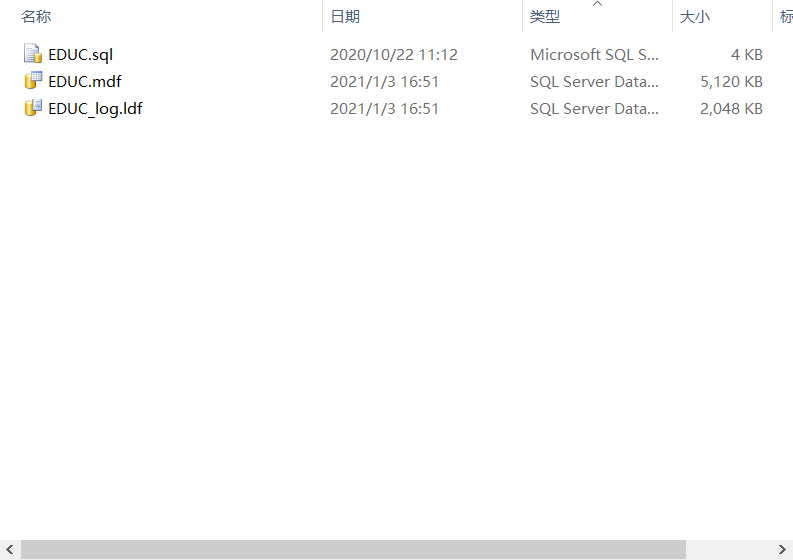 名称 日期 类型 大小 标
EDUC.sql 2020/10/22 11:12 Microsoft SQL S... 4 KB
EDUC.mdf 2021/1/3 16:51 SQL Server Data... 5,120 KB
EDUC_log.ldf 2021/1/3 16:51 SQL Server Data... 2,048 KB